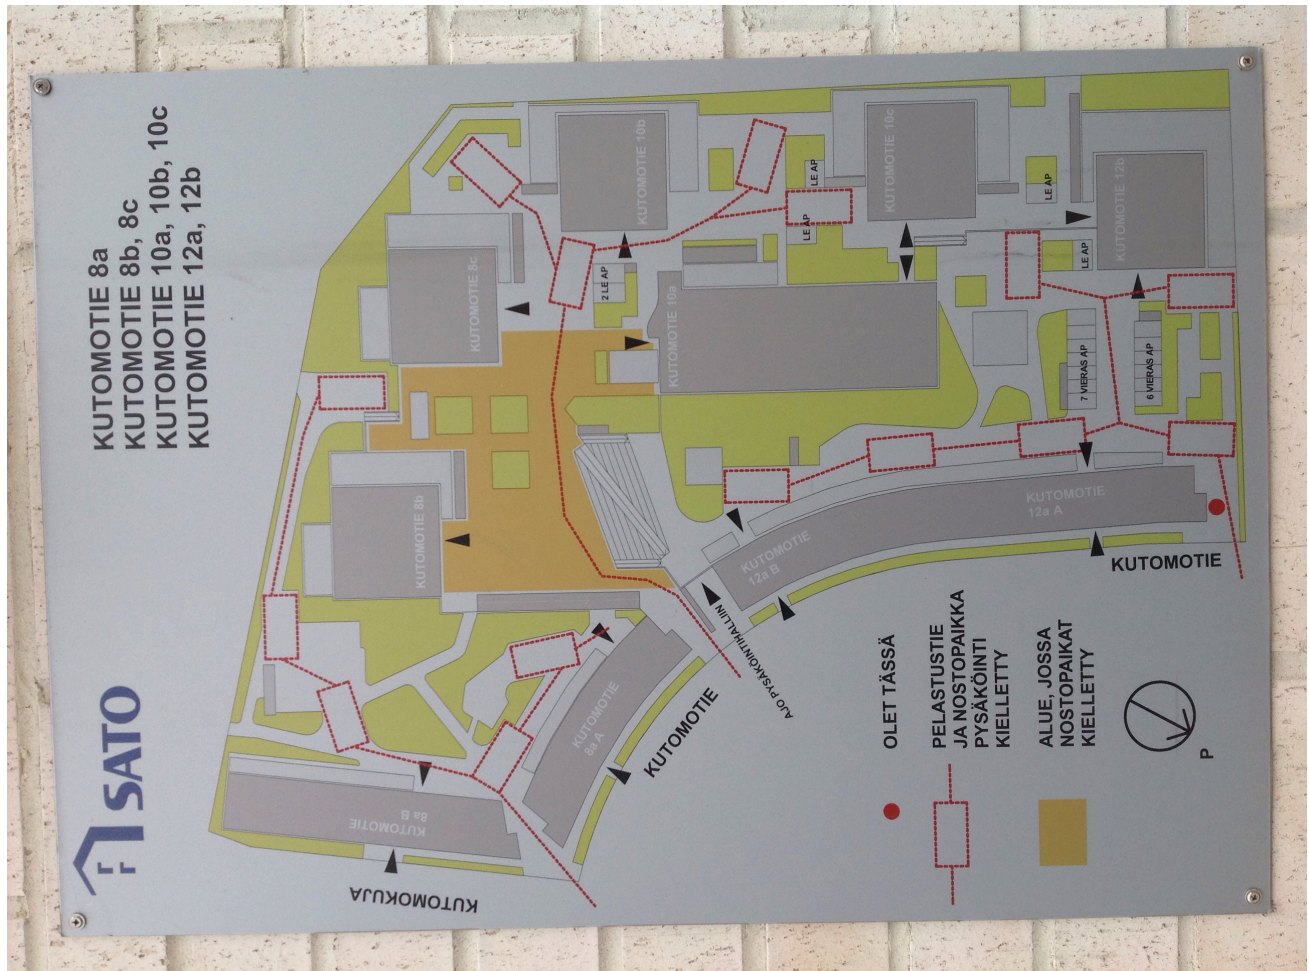 SATO
KUTOMOTIE 8a
KUTOMOTIE 8b, 8c
KUTOMOTIE 10a, 10b, 10c
KUTOMOTIE 12a, 12b
KUTOMOKUJA
KUTOMOTIE
8a B
KUTOMOTIE 8b
KUTOMOTIE 8c
KUTOMOTIE
8a A
KUTOMOTIE
KUTOMOTIE 10b
2 LE AP
KUTOMOTIE 10a
LE AP
LE AP
KUTOMOTIE 10c
LE AP
LE AP
KUTOMOTIE 12b
7 VIERAS AP
6 VIERAS AP
KUTOMOTIE
12a B
KUTOMOTIE
12a A
AJO PYSÄKÖINTIHALLIIN
KUTOMOTIE
OLET TÄSSÄ
PELASTUSTIE
JA NOSTOPAIKKA
PYSÄKÖINTI
KIELLETTY
ALUE, JOSSA
NOSTOPAIKAT
KIELLETTY
P